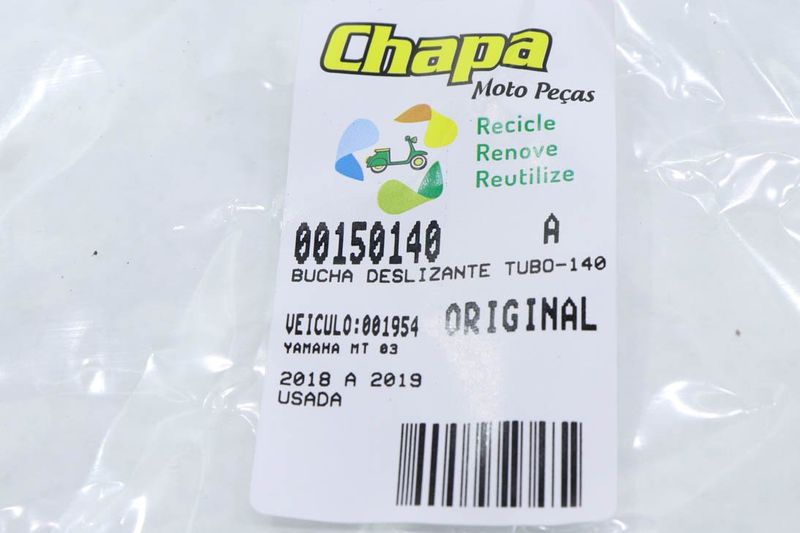 Chapa
Moto Peças
Recicle
Renove
Reutilize
00150140 A
BUCHA DESLIZANTE TUBO-140
VEICULO:001954 ORIGINAL
YAMAHA MT 03
2018 A 2019
USADA